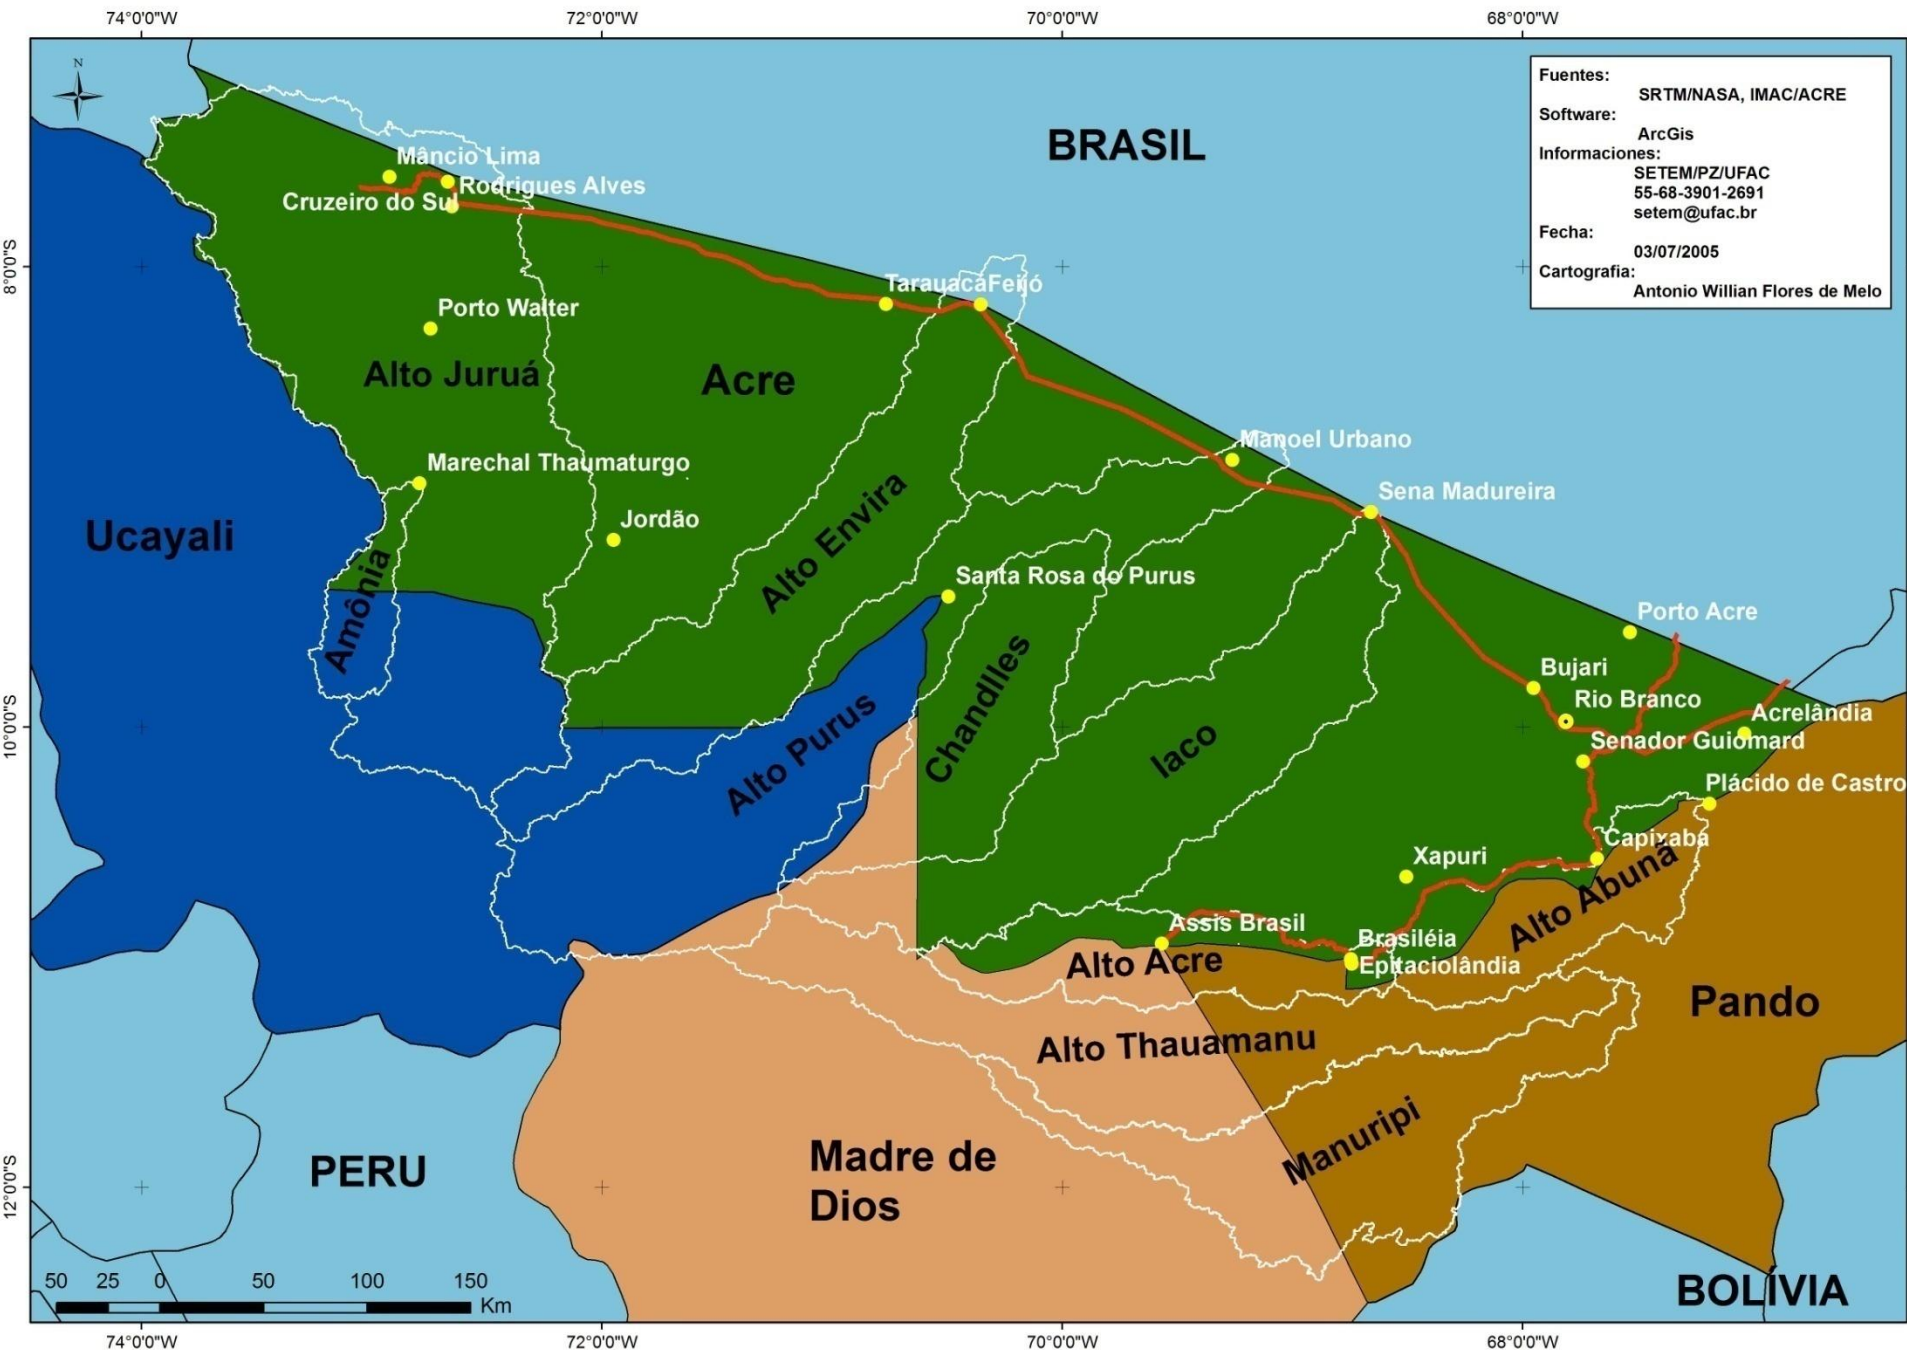 74°0'0"W
72°0'0"W
70°0'0"W
68°0'0"W
N
BRASIL
Fuentes:
SRTM/NASA, IMAC/ACRE
Software:
ArcGis
Informaciones:
SETEM/PZ/UFAC
55-68-3901-2691
setem@ufac.br
Fecha:
03/07/2005
Cartografia:
Antonio Willian Flores de Melo
Mâncio Lima
Rodrigues Alves
Cruzeiro do Sul
8°0'0"S
Tarauacá
Feijó
Porto Walter
Alto Juruá
Acre
Manoel Urbano
Marechal Thaumaturgo
Sena Madureira
Jordão
Ucayali
Alto Envira
Amônia
Santa Rosa do Purus
Porto Acre
Bujari
Rio Branco
Acrelândia
10°0'0"S
Senador Guiomard
Chandlles
Iaco
Alto Purus
Plácido de Castro
Capixaba
Xapuri
Alto Abunã
Assis Brasil
Brasiléia
Alto Acre
Epitaciolândia
Pando
Alto Thauamanu
Manuripi
PERU
Madre de
Dios
12°0'0"S
BOLÍVIA
50 25 0 50 100 150
Km
74°0'0"W
72°0'0"W
70°0'0"W
68°0'0"W